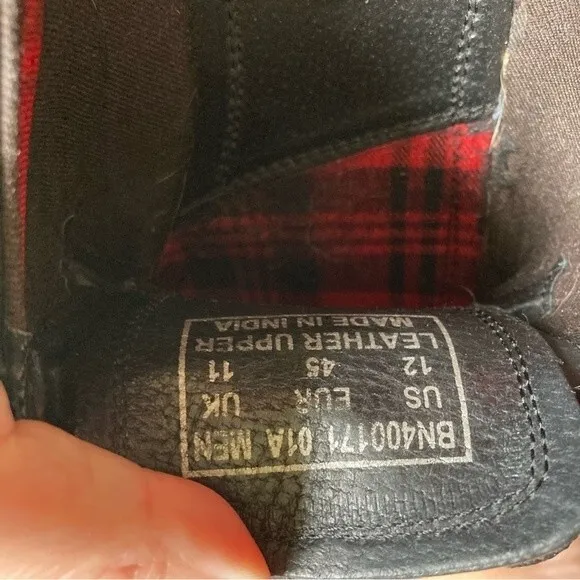 BN400171 01A MEN
US EUR UK
12 45 11
LEATHER UPPER
MADE IN INDIA